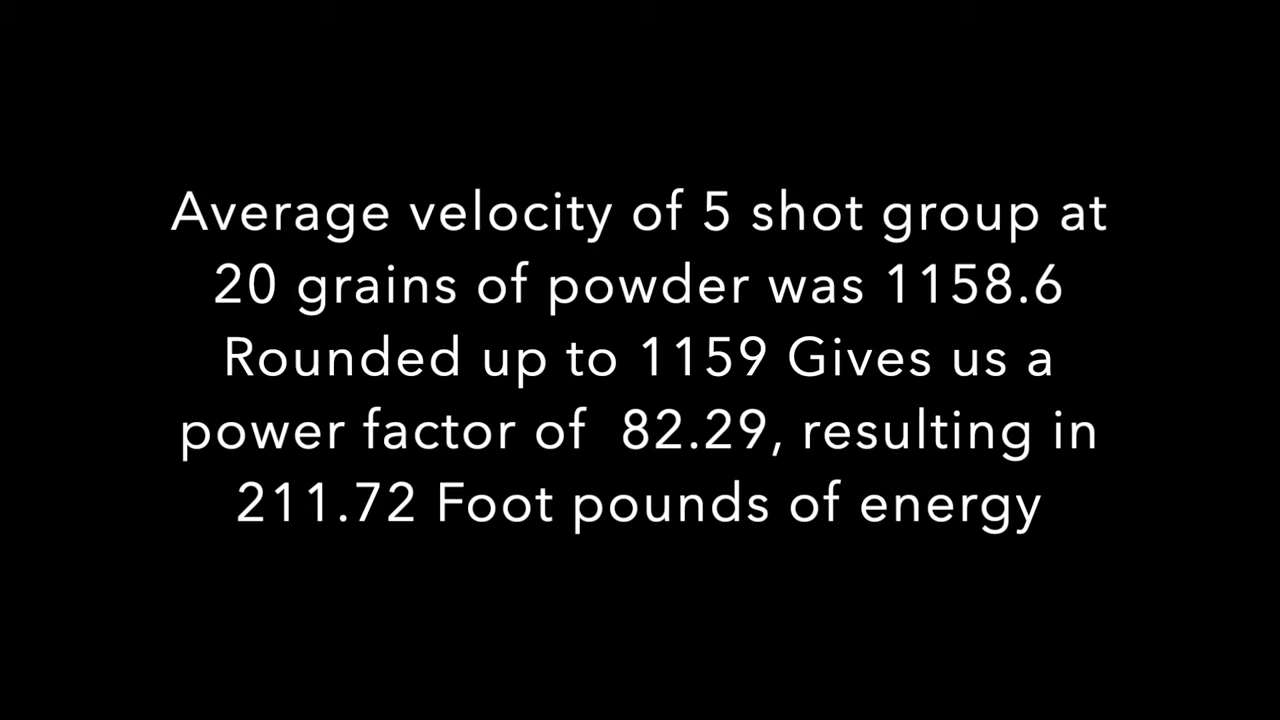 Average velocity of 5 shot group at
20 grains of powder was 1158.6
Rounded up to 1159 Gives us a
power factor of  82.29, resulting in
211.72 Foot pounds of energy